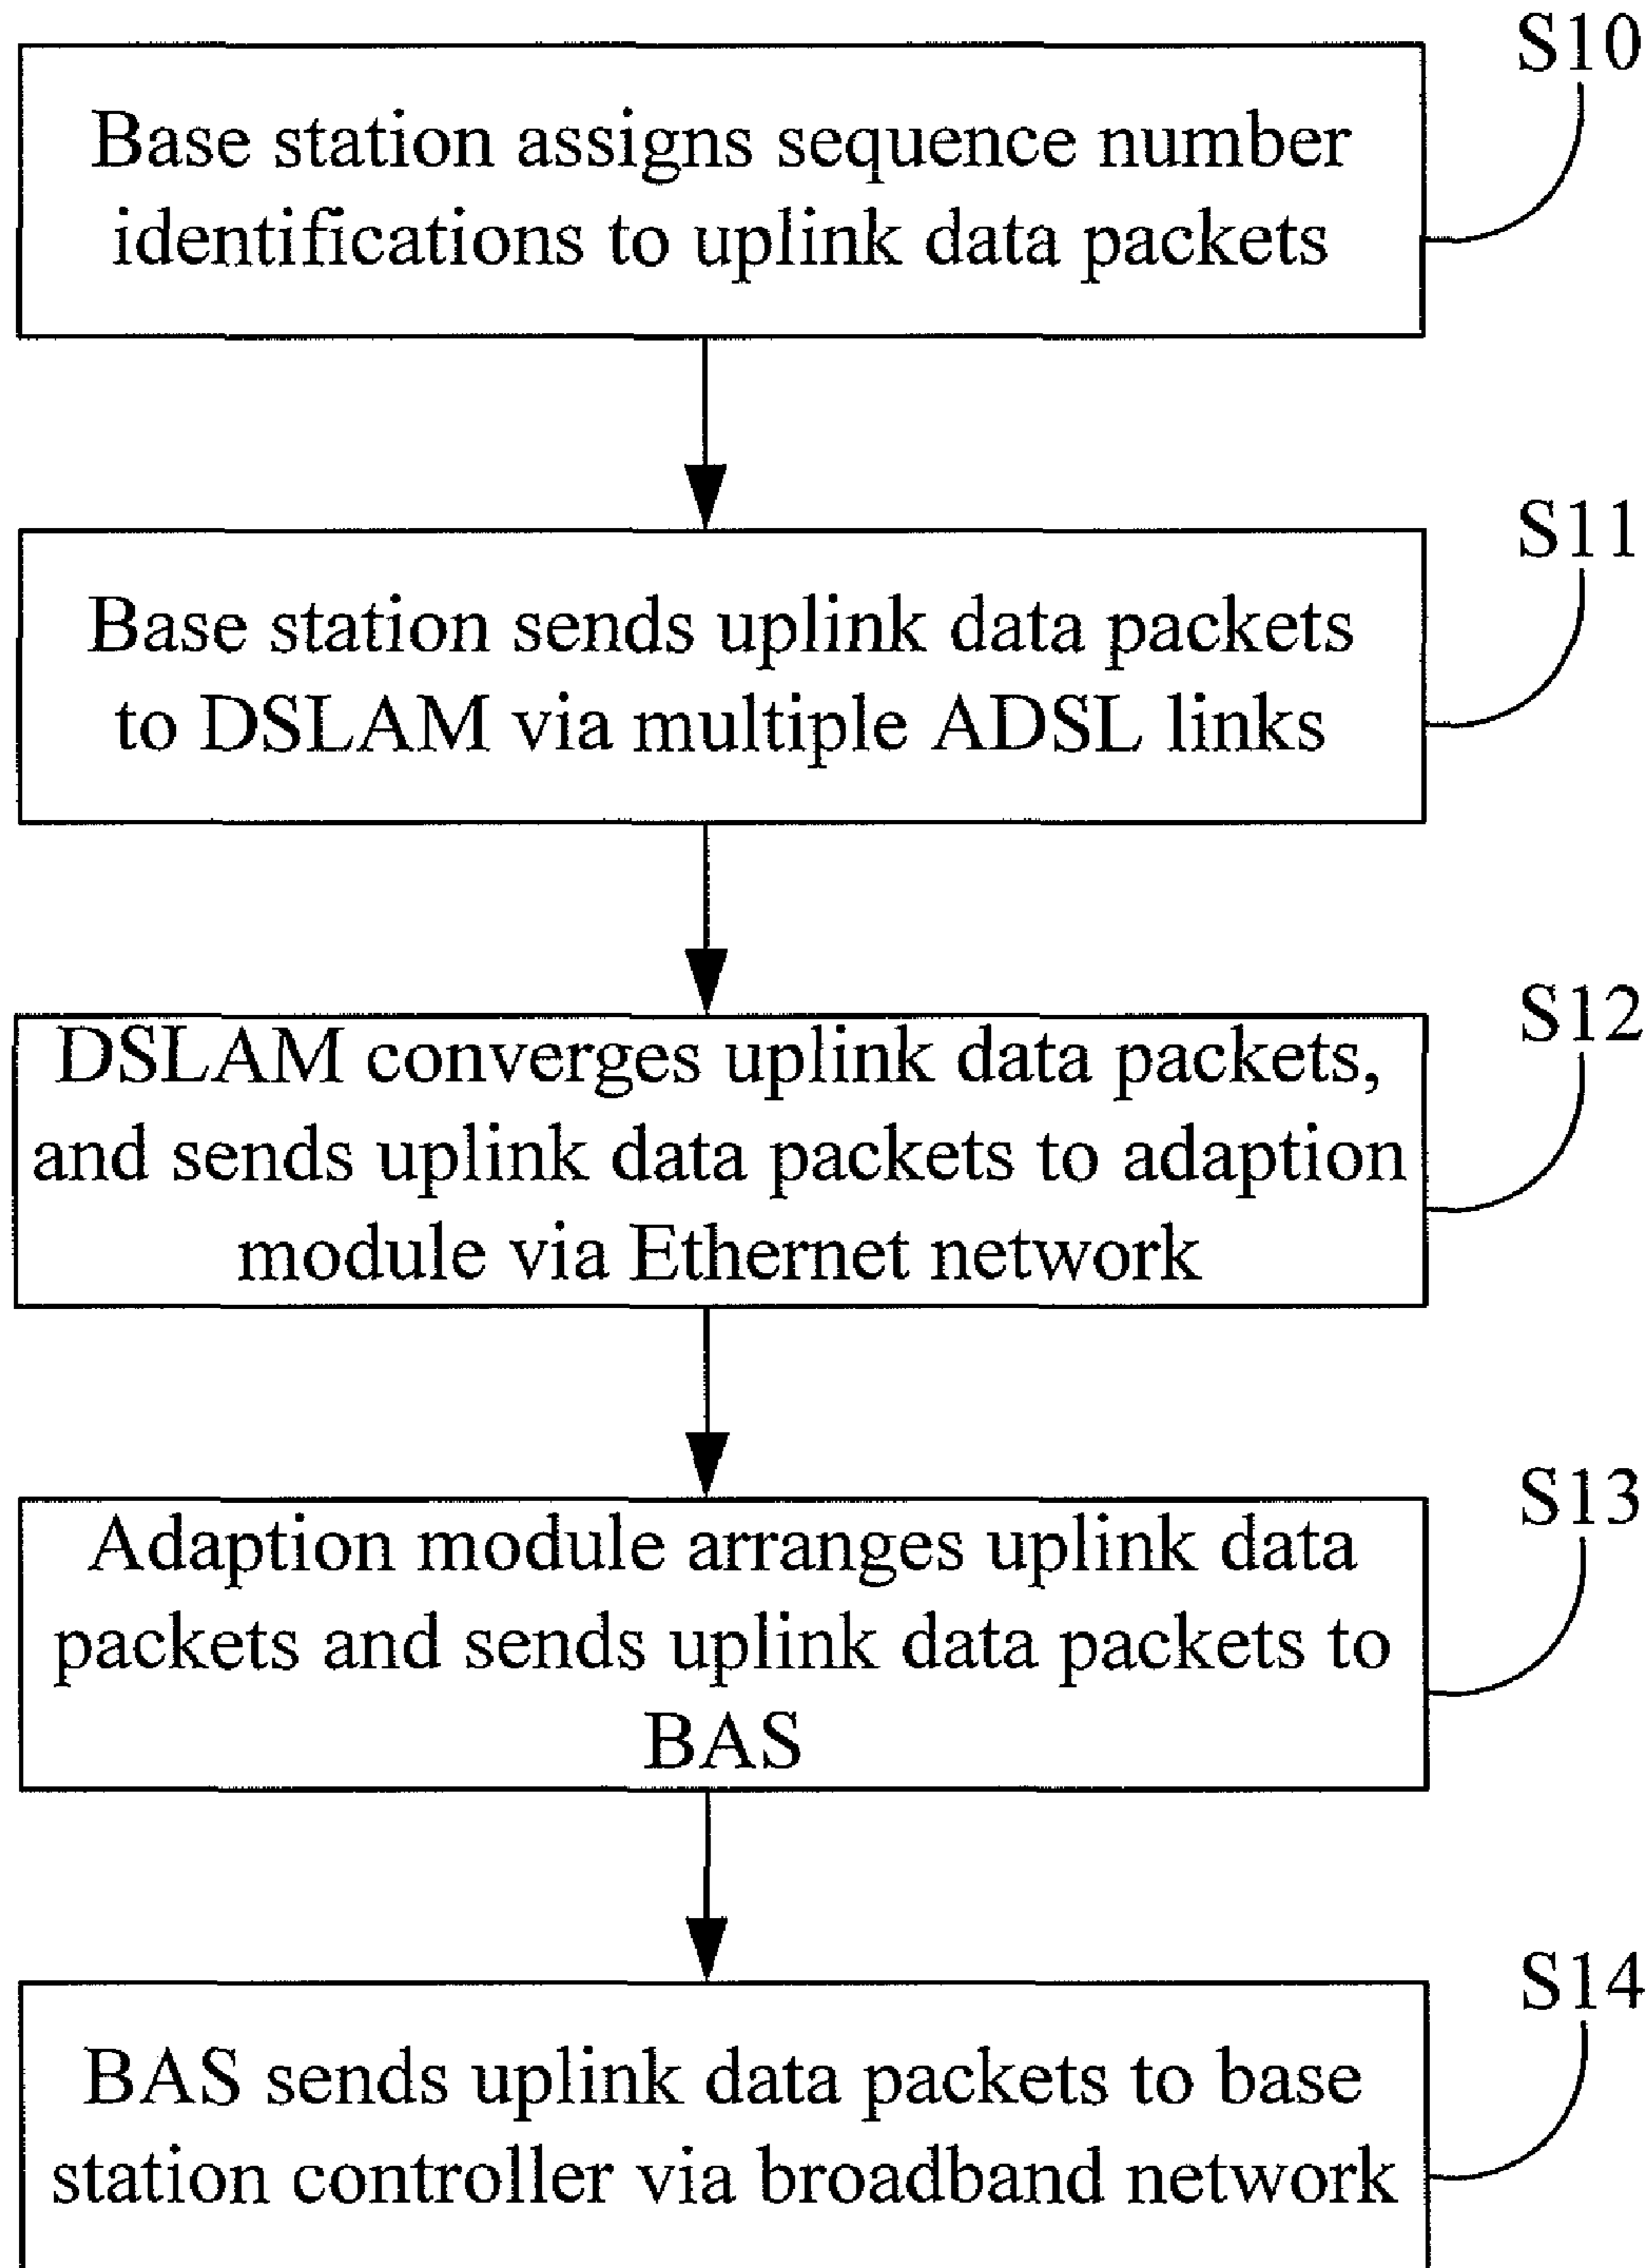 S10
Base station assigns sequence number
identifications to uplink data packets
S11
Base station sends uplink data packets
to DSLAM via multiple ADSL links
S12
DSLAM converges uplink data packets,
and sends uplink data packets to adaption
module via Ethernet network
S13
Adaption module arranges uplink data
packets and sends uplink data packets to
BAS
S14
BAS sends uplink data packets to base
station controller via broadband network